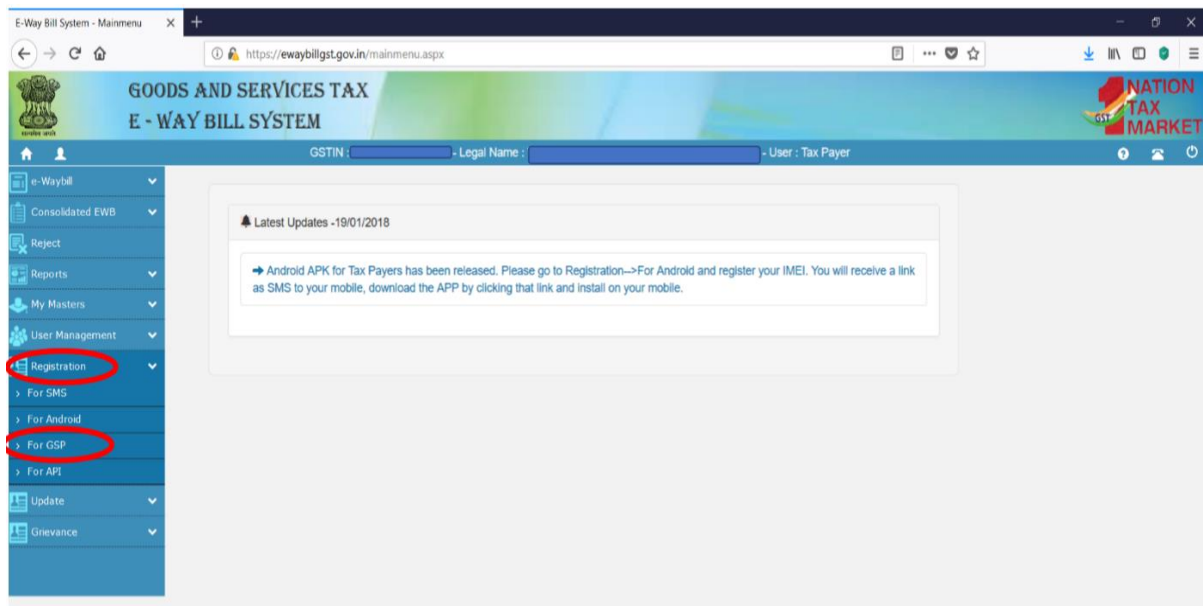 E-Way Bill System - Mainmenu
https://ewaybillgst.gov.in/mainmenu.aspx
GOODS AND SERVICES TAX
E - WAY BILL SYSTEM
सत्यमेव जयते
GST
1
NATION
TAX
MARKET
GSTIN : - Legal Name : - User : Tax Payer
e-Waybill
Consolidated EWB
Reject
Reports
My Masters
User Management
Registration
> For SMS
> For Android
> For GSP
> For API
Update
Grievance
Latest Updates -19/01/2018
Android APK for Tax Payers has been released. Please go to Registration-->For Android and register your IMEI. You will receive a link
as SMS to your mobile, download the APP by clicking that link and install on your mobile.